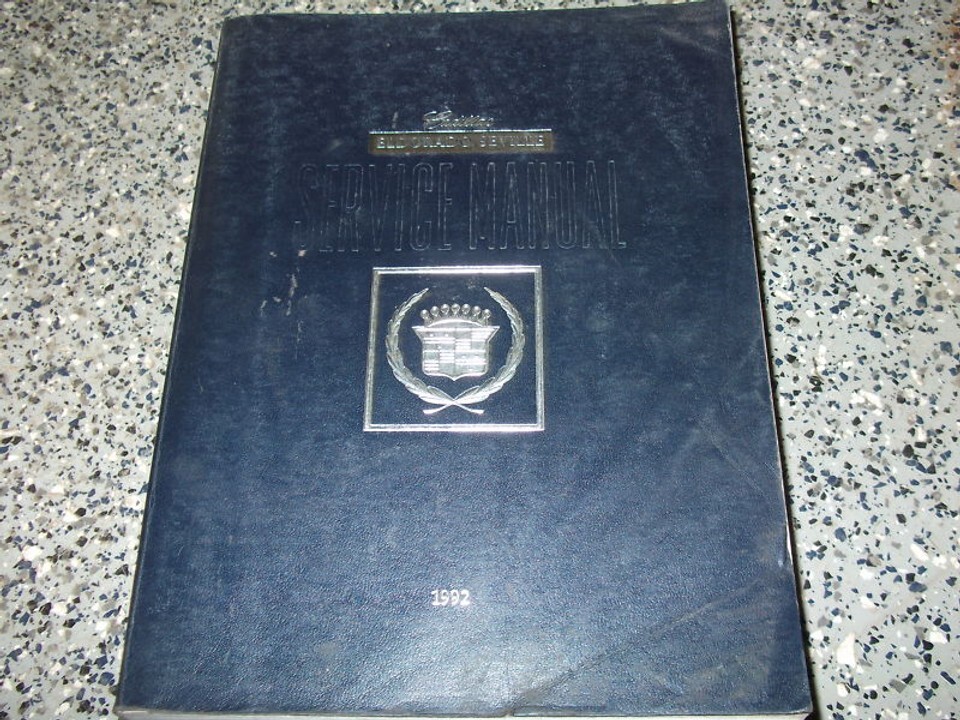 Cadillac
ELDORADO SEVILLE
SERVICE MANUAL
1992